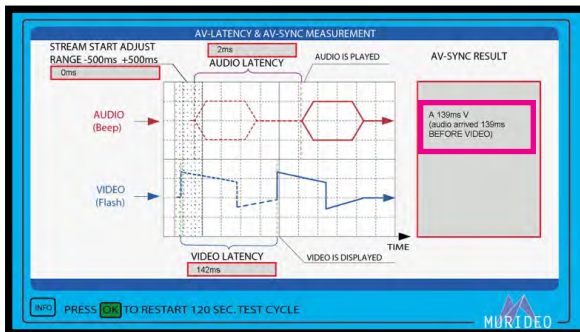 AV-LATENCY & AV-SYNC MEASUREMENT
STREAM START ADJUST
RANGE -500ms +500ms
0ms
2ms
AUDIO LATENCY
AUDIO IS PLAYED
AV-SYNC RESULT
A 139ms V
(audio arrived 139ms
BEFORE VIDEO)
AUDIO
(Beep)
VIDEO
(Flash)
TIME
VIDEO LATENCY
142ms
VIDEO IS DISPLAYED
INFO PRESS OK TO RESTART 120 SEC. TEST CYCLE
MURIDEO